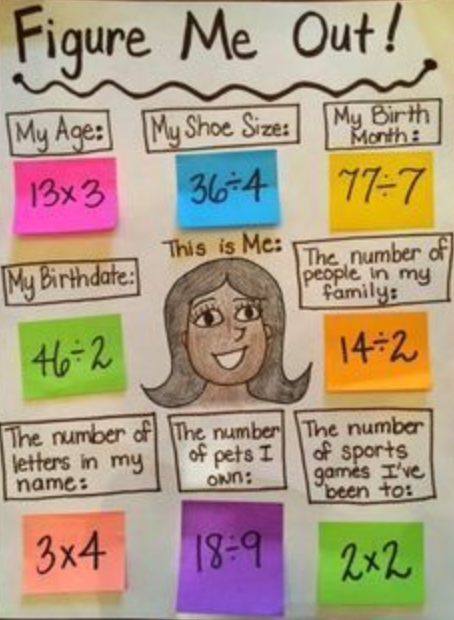 Figure Me Out!
My Age:
My Shoe Size:
My Birth
Month:
13x3
36÷4
77÷7
My Birthdate:
This is Me:
The number of
people in my
family:
46÷2
14÷2
The number of
letters in my
name:
The number
of pets I
own:
The number
of sports
games I've
been to:
3x4
18÷9
2x2